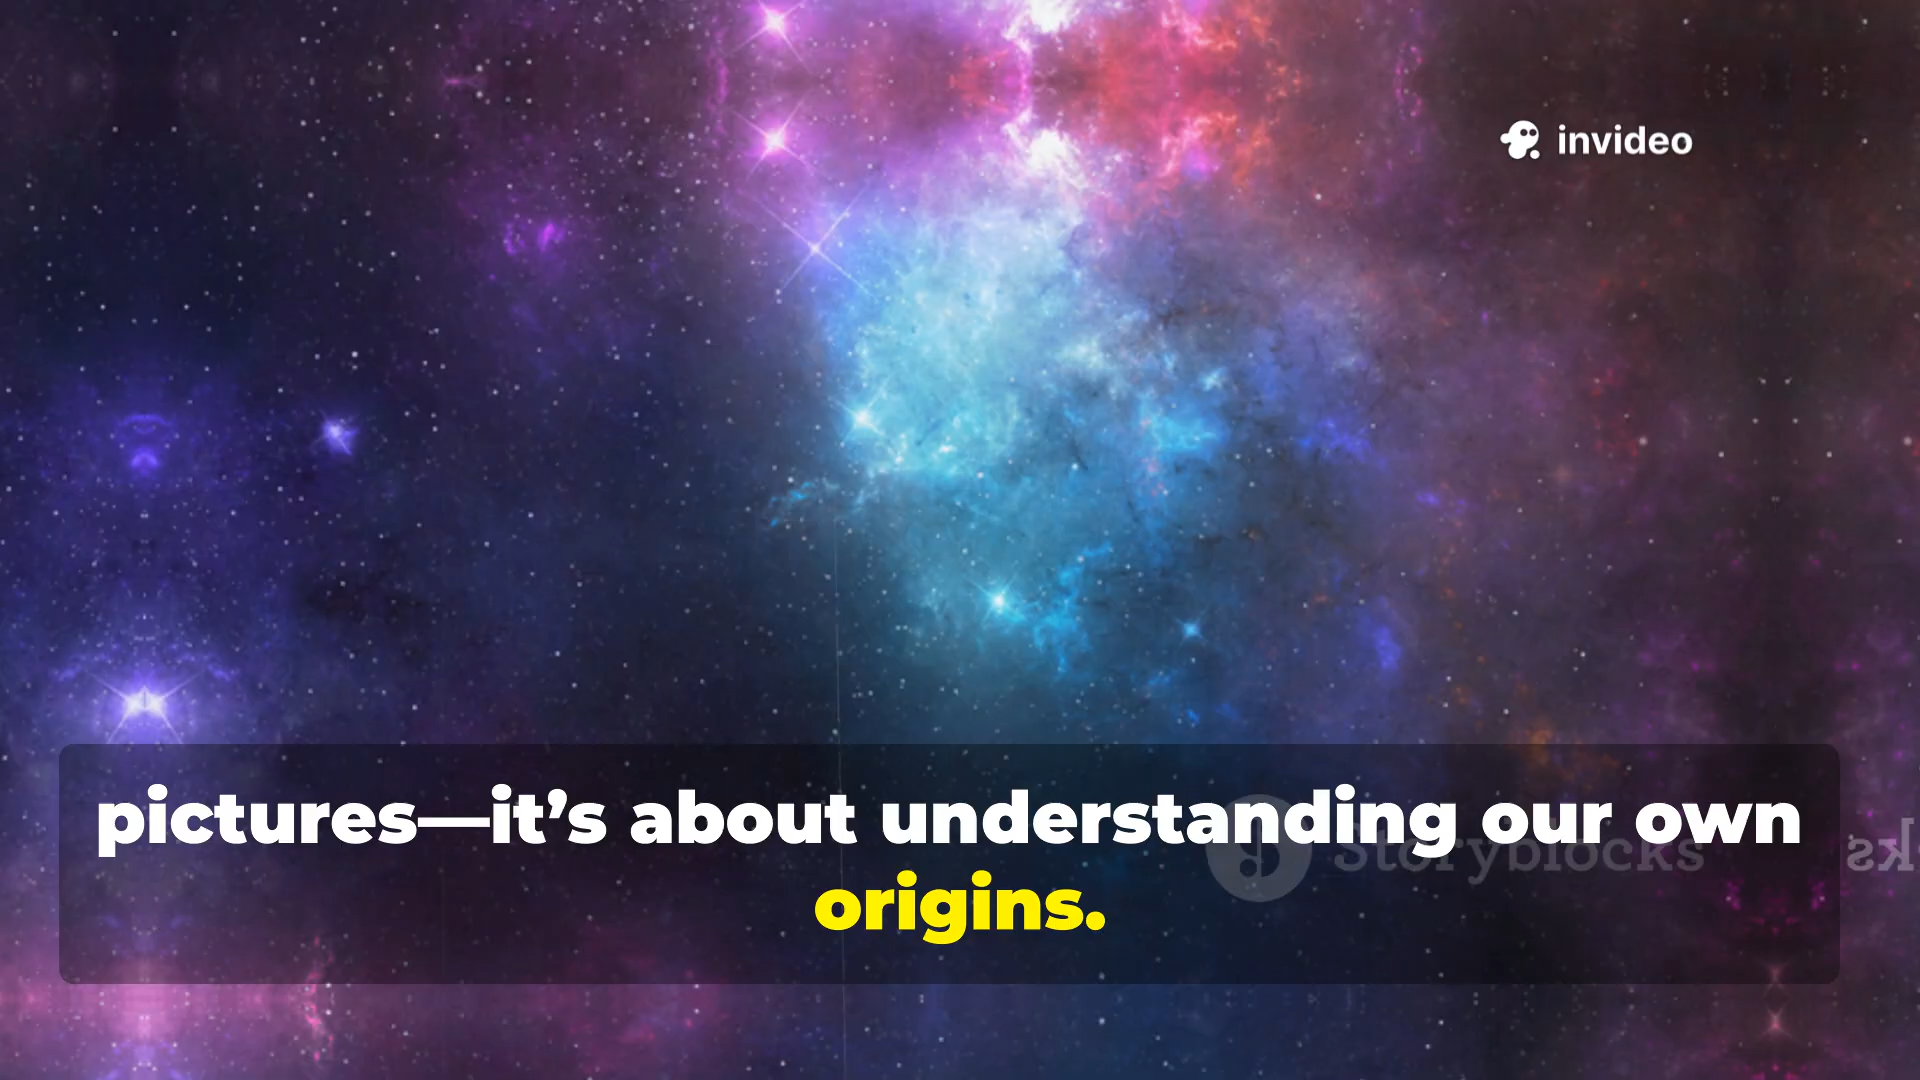 invideo
pictures—it’s about understanding our own
origins.
Storyblocks